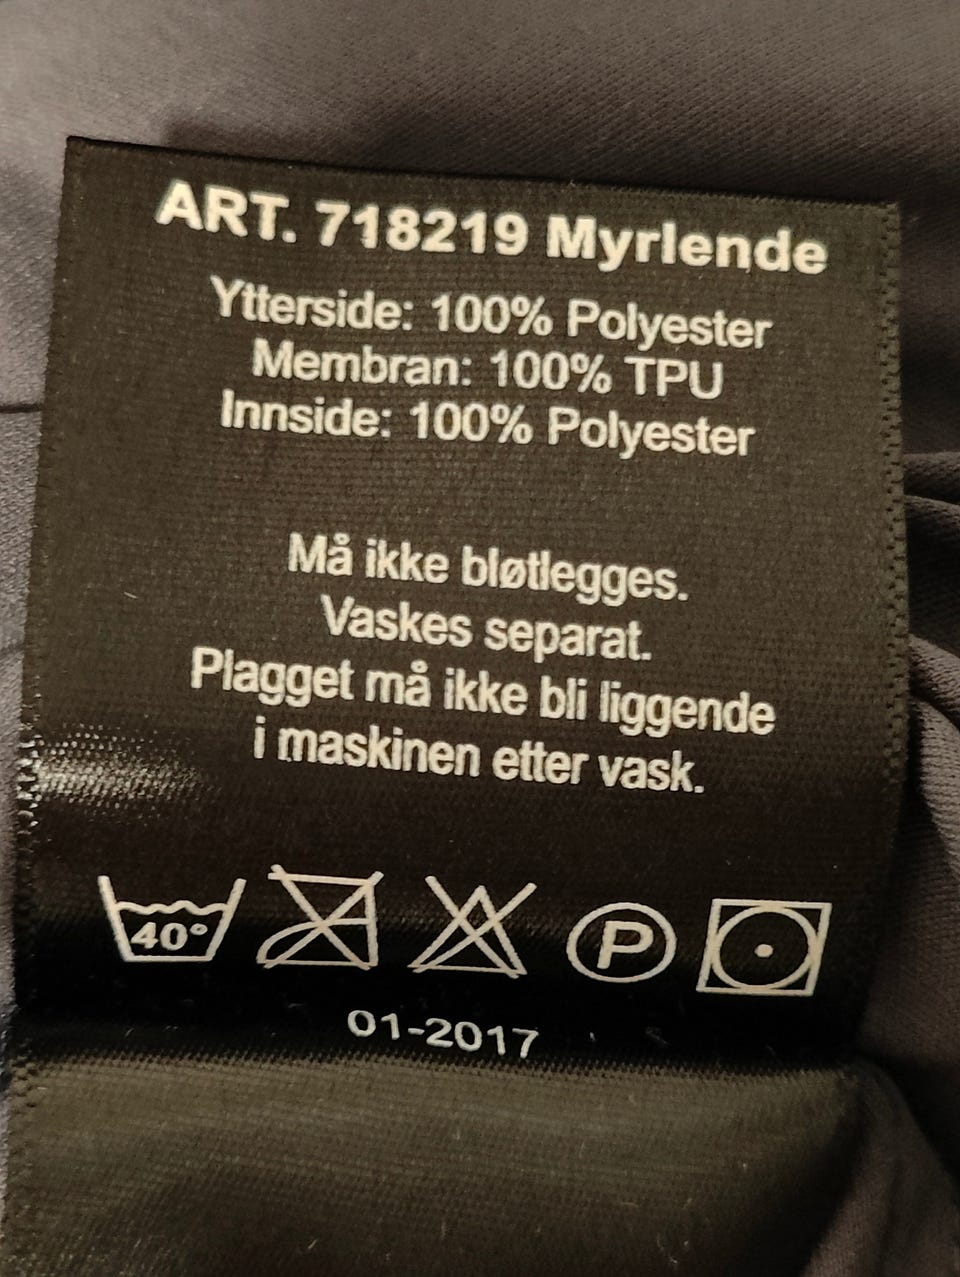 ART. 718219 Myrlende
Ytterside: 100% Polyester
Membran: 100% TPU
Innside: 100% Polyester
Må ikke bløtlegges.
Vaskes separat.
Plagget må ikke bli liggende
i maskinen etter vask.
40° P
01-2017